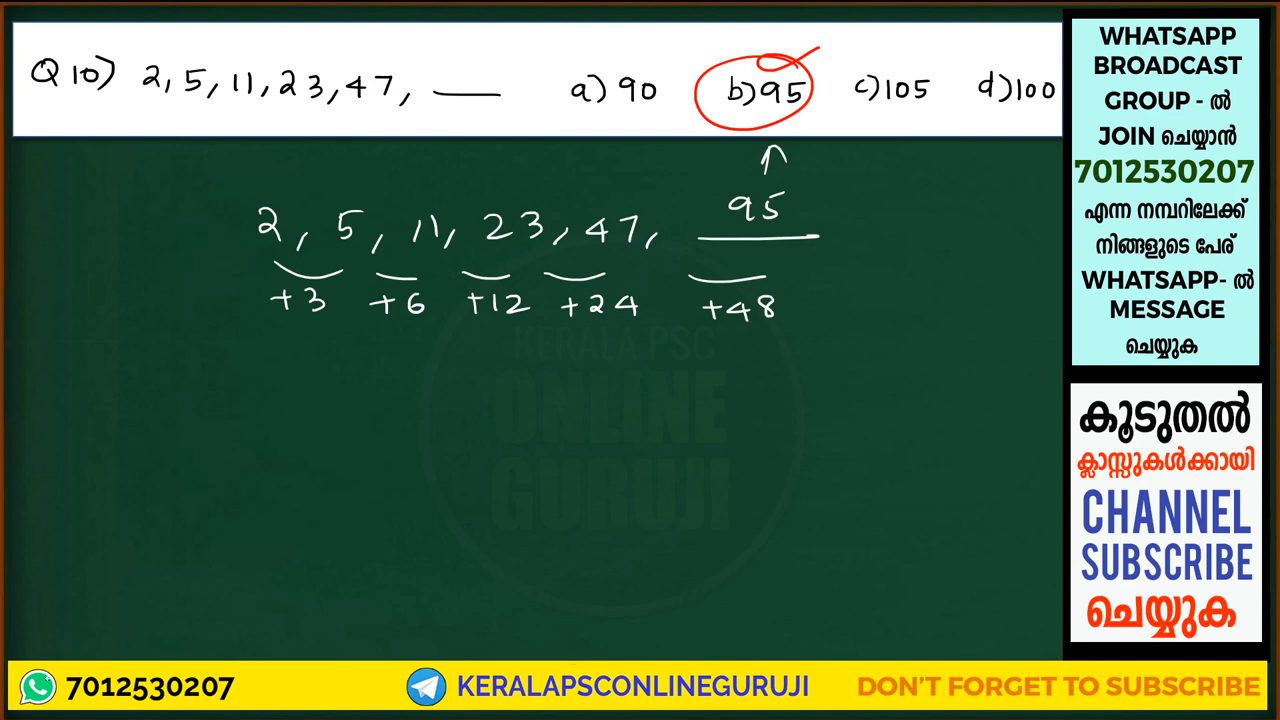 Q 10) 2, 5, 11, 23, 47, ___ a) 90 b) 95 c) 105 d) 100
95
2, 5, 11, 23, 47, ___
+3 +6 +12 +24 +48
KERALA PSC
ONLINE
GURUJI
WHATSAPP
BROADCAST
GROUP - ൽ
JOIN ചെയ്യാൻ
7012530207
എന്ന നമ്പറിലേക്ക്
നിങ്ങളുടെ പേര്
WHATSAPP- ൽ
MESSAGE
ചെയ്യുക
കൂടുതൽ
ക്ലാസ്സുകൾക്കായി
CHANNEL
SUBSCRIBE
ചെയ്യുക
7012530207 KERALAPSCONLINEGURUJI DON'T FORGET TO SUBSCRIBE